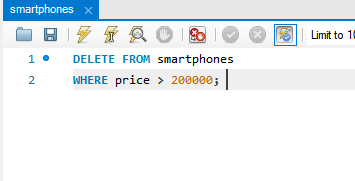 smartphones
Limit to 10
1 DELETE FROM smartphones
2 WHERE price > 200000;